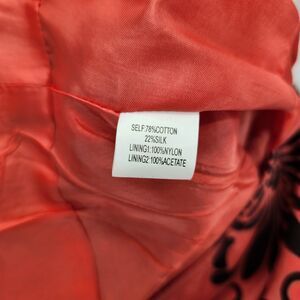 SELF:78%COTTON
22%SILK
LINING1:100%NYLON
LINING2:100%ACETATE